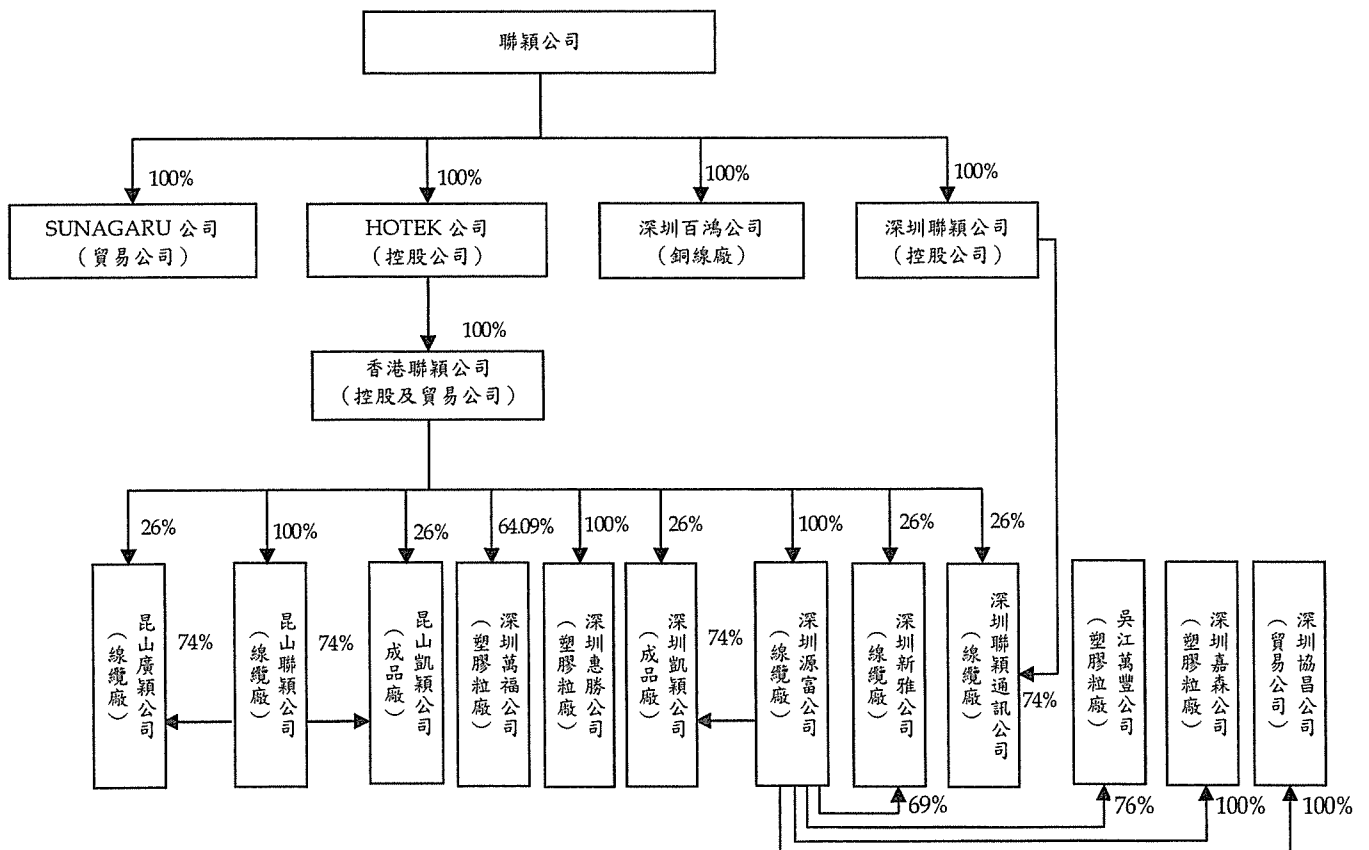 聯穎公司
100%
100%
100%
100%
SUNAGARU 公司
（貿易公司）
HOTEK 公司
（控股公司）
深圳百鴻公司
（銅線廠）
深圳聯穎公司
（控股公司）
100%
香港聯穎公司
（控股及貿易公司）
26%
100%
26%
64.09%
100%
26%
100%
26%
26%
昆山廣穎公司
（線纜廠）
74%
昆山聯穎公司
（線纜廠）
74%
昆山凱穎公司
（成品廠）
深圳萬福公司
（塑膠粒廠）
深圳惠勝公司
（塑膠粒廠）
深圳凱穎公司
（成品廠）
74%
深圳源富公司
（線纜廠）
深圳新雅公司
（線纜廠）
深圳聯穎通訊公司
（線纜廠）
74%
吳江萬豐公司
（塑膠粒廠）
深圳嘉森公司
（塑膠粒廠）
深圳協昌公司
（貿易公司）
69%
76%
100%
100%